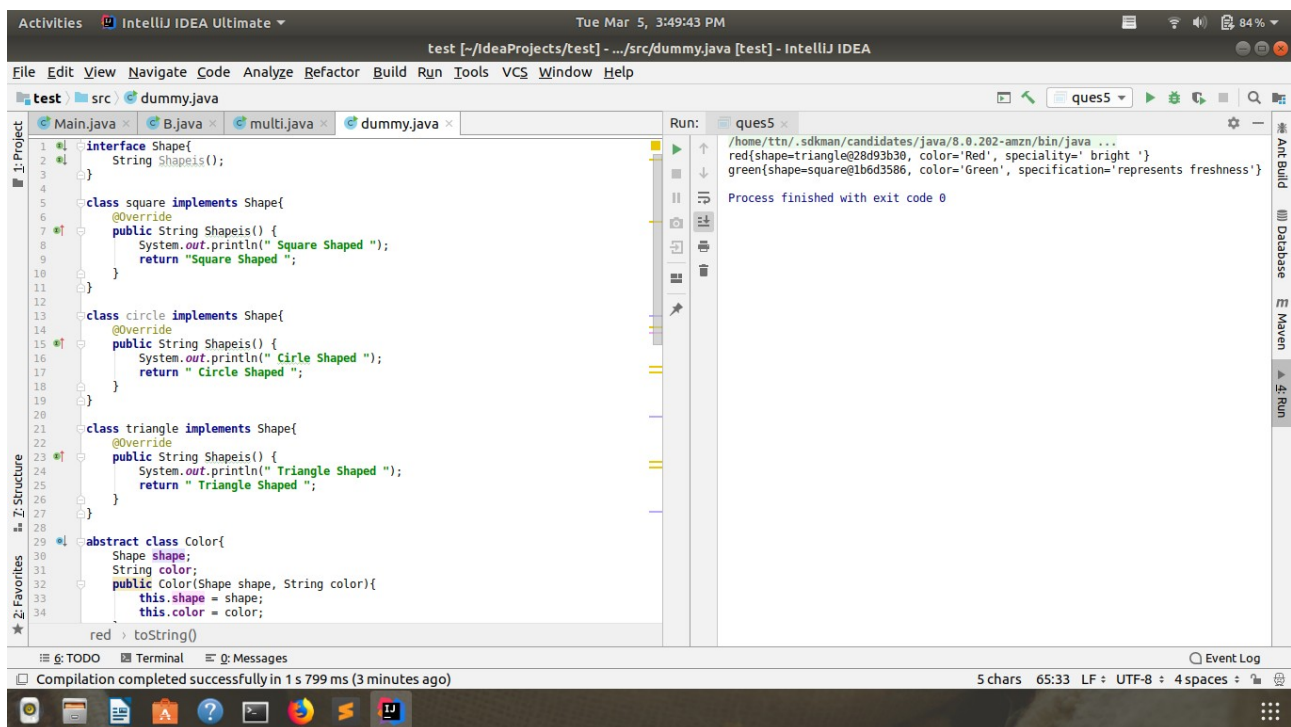 Activities IntelliJ IDEA Ultimate Tue Mar 5, 3:49:43 PM 84 %
test [~/IdeaProjects/test] - .../src/dummy.java [test] - IntelliJ IDEA
File Edit View Navigate Code Analyze Refactor Build Run Tools VCS Window Help
test src dummy.java ques5
Main.java B.java multi.java dummy.java
1 interface Shape{
2 String Shapeis();
3 }
4
5 class square implements Shape{
6 @Override
7 public String Shapeis() {
8 System.out.println(" Square Shaped ");
9 return "Square Shaped ";
10 }
11 }
12
13 class circle implements Shape{
14 @Override
15 public String Shapeis() {
16 System.out.println(" Cirle Shaped ");
17 return " Circle Shaped ";
18 }
19 }
20
21 class triangle implements Shape{
22 @Override
23 public String Shapeis() {
24 System.out.println(" Triangle Shaped ");
25 return " Triangle Shaped ";
26 }
27 }
28
29 abstract class Color{
30 Shape shape;
31 String color;
32 public Color(Shape shape, String color){
33 this.shape = shape;
34 this.color = color;
red › toString()
Run: ques5
/home/ttn/.sdkman/candidates/java/8.0.202-amzn/bin/java ...
red{shape=triangle@28d93b30, color='Red', speciality=' bright '}
green{shape=square@1b6d3586, color='Green', specification='represents freshness'}
Process finished with exit code 0
1: Project
Z: Structure
2: Favorites
Ant Build
Database
m Maven
4: Run
6: TODO Terminal 0: Messages Event Log
Compilation completed successfully in 1 s 799 ms (3 minutes ago) 5 chars 65:33 LF UTF-8 4 spaces